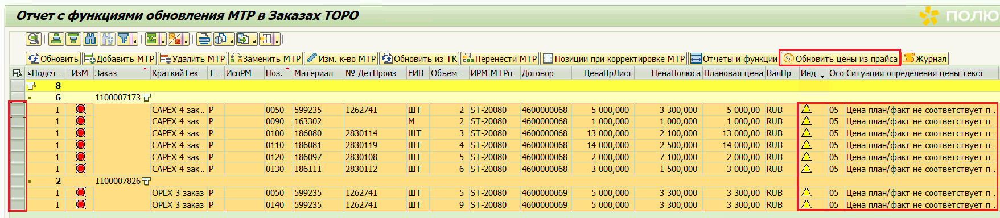 Отчет с функциями обновления МТР в Заказах ТОРО
ПОЛЮ
Обновить Добавить МТР Удалить МТР Заменить МТР Изм. к-во МТР Обновить из ТК Перенести МТР Позиции при корректировке МТР Отчеты и функции Обновить цены из прайса Журнал
ΣПодсч... ИзМ Заказ КраткийТек Т... ИспРМ Поз. Материал № ДетПроиз ЕИВ Объем... ИРМ МТРп Договор ЦенаПрЛист ЦенаПолюса Плановая цена ВалПр... Инд... Осо Ситуация определения цены текст
8
6 1100007173
1 CAPEX 4 зак... P 0050 599235 1262741 ШТ 2 ST-20080 4600000068 5 000,000 3 300,000 5 000,00 RUB 05 Цена план/факт не соответствует п...
1 CAPEX 4 зак... P 0090 163302 М 2 ST-20080 4600000068 1 000,000 1 000,000 1 000,00 RUB 05 Цена план/факт не соответствует п...
1 CAPEX 4 зак... P 0100 186080 2830114 ШТ 3 ST-20080 4600000068 13 000,000 2 100,000 13 000,00 RUB 05 Цена план/факт не соответствует п...
1 CAPEX 4 зак... P 0110 186081 2830119 ШТ 4 ST-20080 4600000068 14 000,000 2 500,000 14 000,00 RUB 05 Цена план/факт не соответствует п...
1 CAPEX 4 зак... P 0120 186097 2830108 ШТ 5 ST-20080 4600000068 2 000,000 7 100,000 2 000,00 RUB 05 Цена план/факт не соответствует п...
1 CAPEX 4 зак... P 0130 186111 2830112 ШТ 6 ST-20080 4600000068 3 000,000 1 500,000 3 000,00 RUB 05 Цена план/факт не соответствует п...
2 1100007826
1 OPEX 3 заказ P 0050 599235 1262741 ШТ 5 ST-20080 4600000069 5 000,000 3 300,000 3 300,00 RUB 05 Цена план/факт не соответствует п...
1 OPEX 3 заказ P 0140 599235 1262741 ШТ 9 ST-20080 4600000069 5 000,000 3 300,000 3 300,00 RUB 05 Цена план/факт не соответствует п...